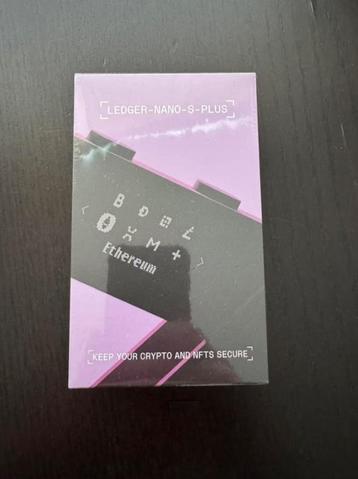 LEDGER-NANO-S-PLUS
Ethereum
KEEP YOUR CRYPTO AND NFTS SECURE